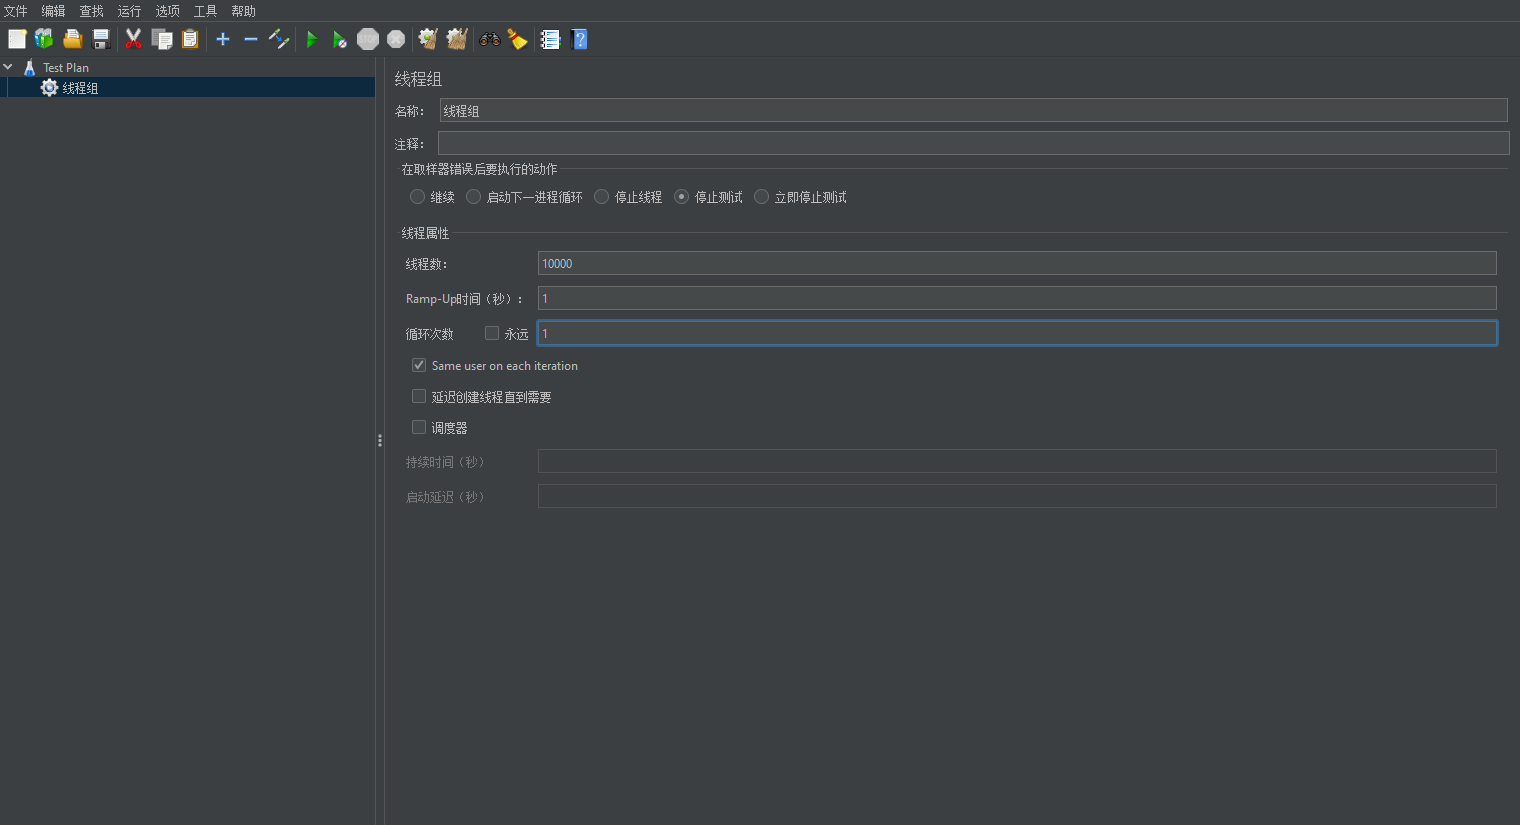 文件 编辑 查找 运行 选项 工具 帮助
Test Plan
线程组
线程组
名称： 线程组
注释：
在取样器错误后要执行的动作
继续 启动下一进程循环 停止线程 停止测试 立即停止测试
线程属性
线程数： 10000
Ramp-Up时间（秒）： 1
循环次数 永远 1
Same user on each iteration
延迟创建线程直到需要
调度器
持续时间（秒）
启动延迟（秒）